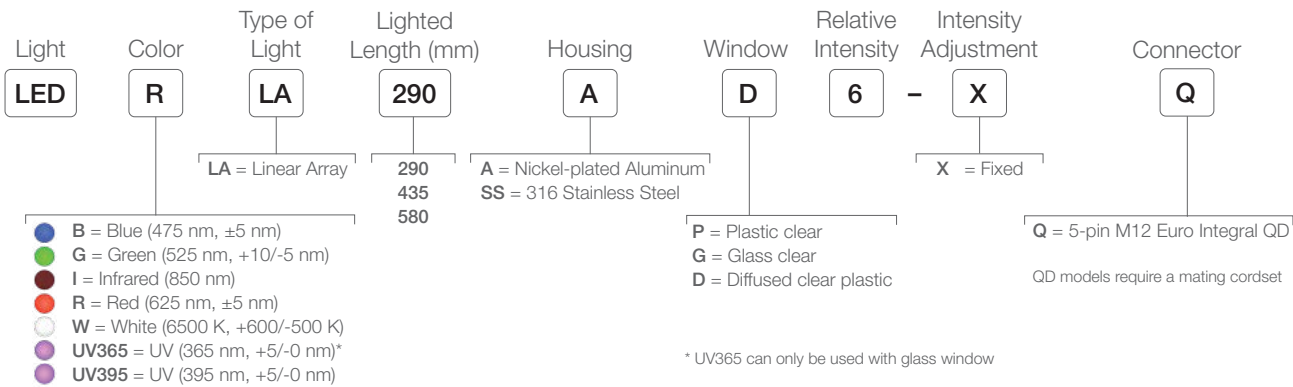 Light
Color
Type of
Light
Lighted
Length (mm)
Housing
Window
Relative
Intensity
Intensity
Adjustment
Connector
LED
R
LA
290
A
D
6
–
X
Q
LA = Linear Array
290
435
580
A = Nickel-plated Aluminum
SS = 316 Stainless Steel
X = Fixed
B = Blue (475 nm, ±5 nm)
G = Green (525 nm, +10/-5 nm)
I = Infrared (850 nm)
R = Red (625 nm, ±5 nm)
W = White (6500 K, +600/-500 K)
UV365 = UV (365 nm, +5/-0 nm)*
UV395 = UV (395 nm, +5/-0 nm)
P = Plastic clear
G = Glass clear
D = Diffused clear plastic
Q = 5-pin M12 Euro Integral QD
QD models require a mating cordset
* UV365 can only be used with glass window